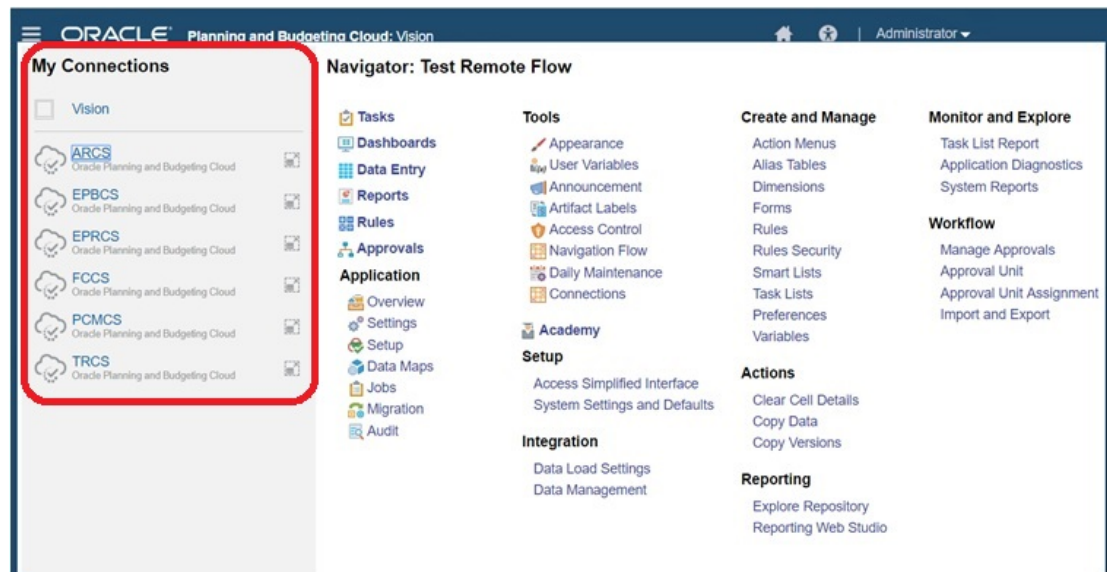 ORACLE® Planning and Budgeting Cloud: Vision
Administrator
My Connections
Vision
ARCS
Oracle Planning and Budgeting Cloud
EPBCS
Oracle Planning and Budgeting Cloud
EPRCS
Oracle Planning and Budgeting Cloud
FCCS
Oracle Planning and Budgeting Cloud
PCMCS
Oracle Planning and Budgeting Cloud
TRCS
Oracle Planning and Budgeting Cloud
Navigator: Test Remote Flow
Tasks
Dashboards
Data Entry
Reports
Rules
Approvals
Application
Overview
Settings
Setup
Data Maps
Jobs
Migration
Audit
Tools
Appearance
User Variables
Announcement
Artifact Labels
Access Control
Navigation Flow
Daily Maintenance
Connections
Academy
Setup
Access Simplified Interface
System Settings and Defaults
Integration
Data Load Settings
Data Management
Create and Manage
Action Menus
Alias Tables
Dimensions
Forms
Rules
Rules Security
Smart Lists
Task Lists
Preferences
Variables
Actions
Clear Cell Details
Copy Data
Copy Versions
Reporting
Explore Repository
Reporting Web Studio
Monitor and Explore
Task List Report
Application Diagnostics
System Reports
Workflow
Manage Approvals
Approval Unit
Approval Unit Assignment
Import and Export